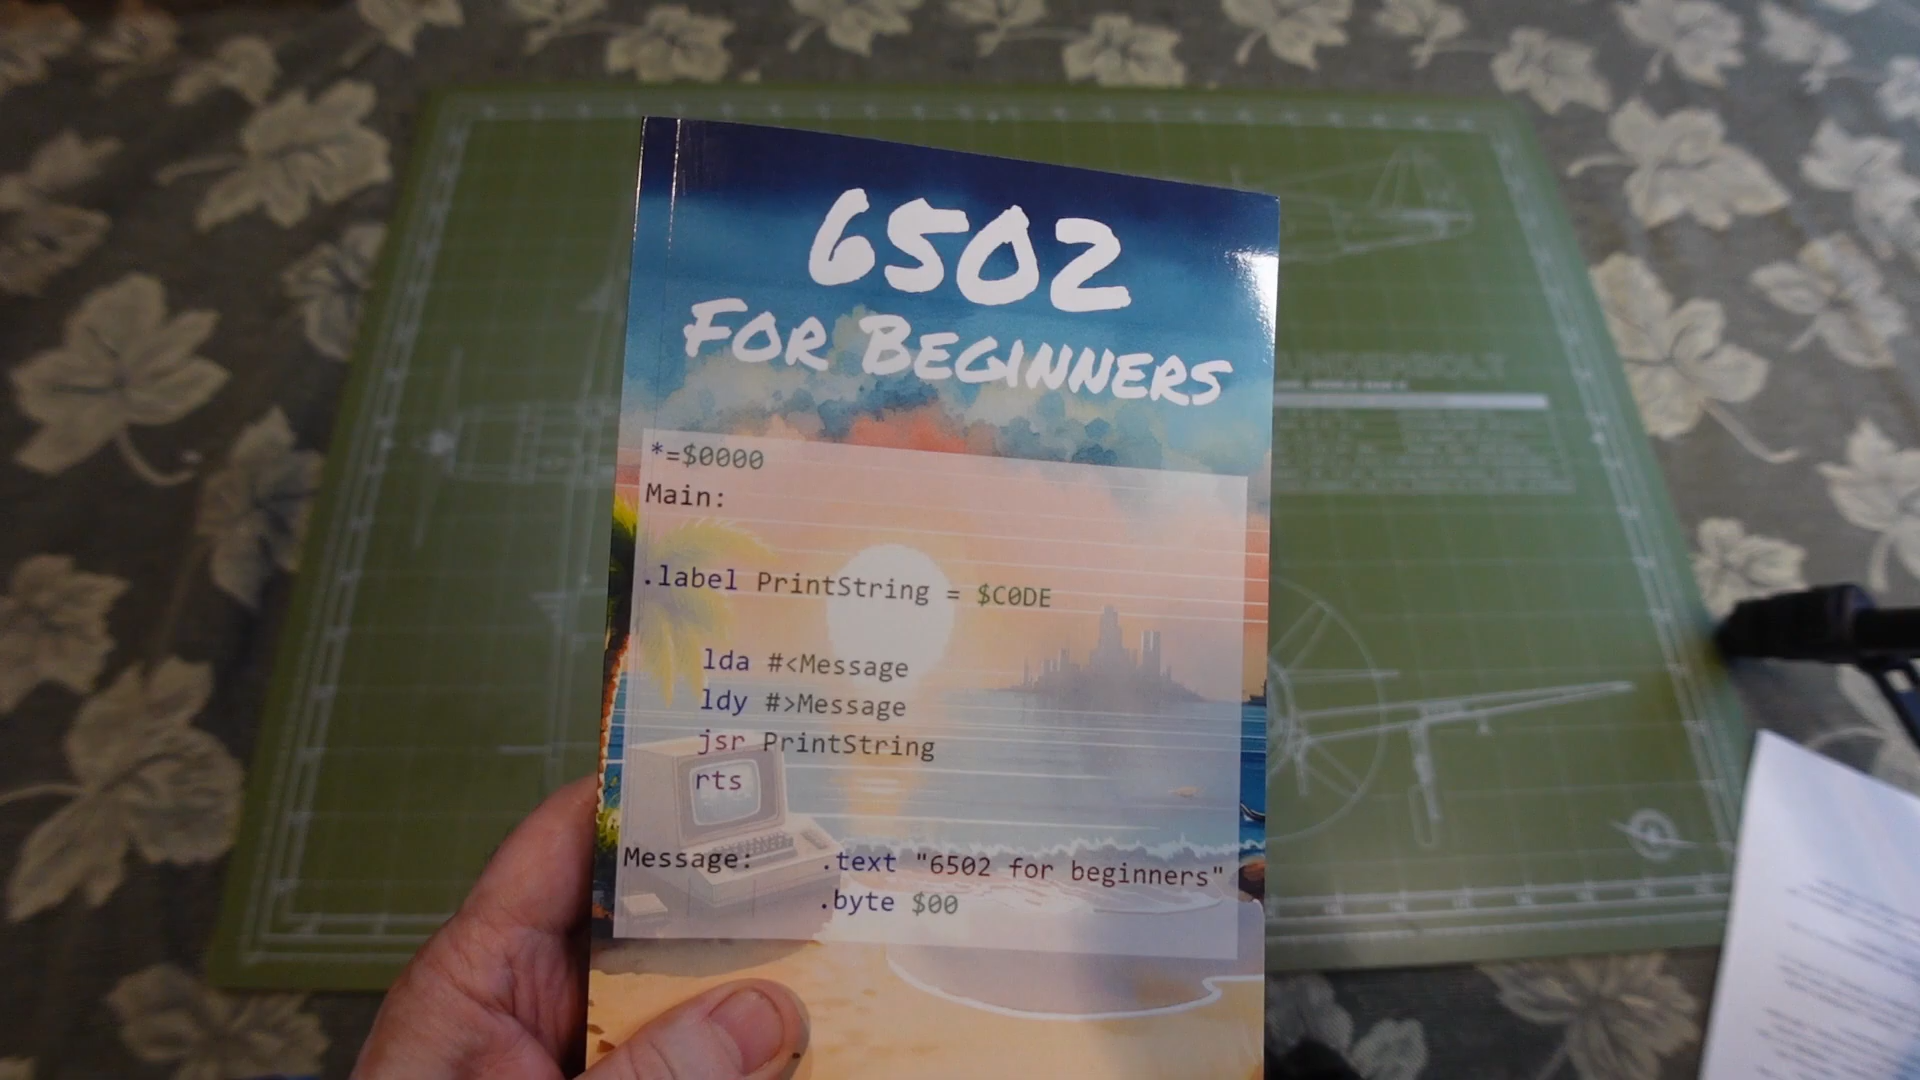 6502
For Beginners
*=$0000
Main:
.label PrintString = $C0DE
lda #<Message
ldy #>Message
jsr PrintString
rts
Message: .text "6502 for beginners"
.byte $00